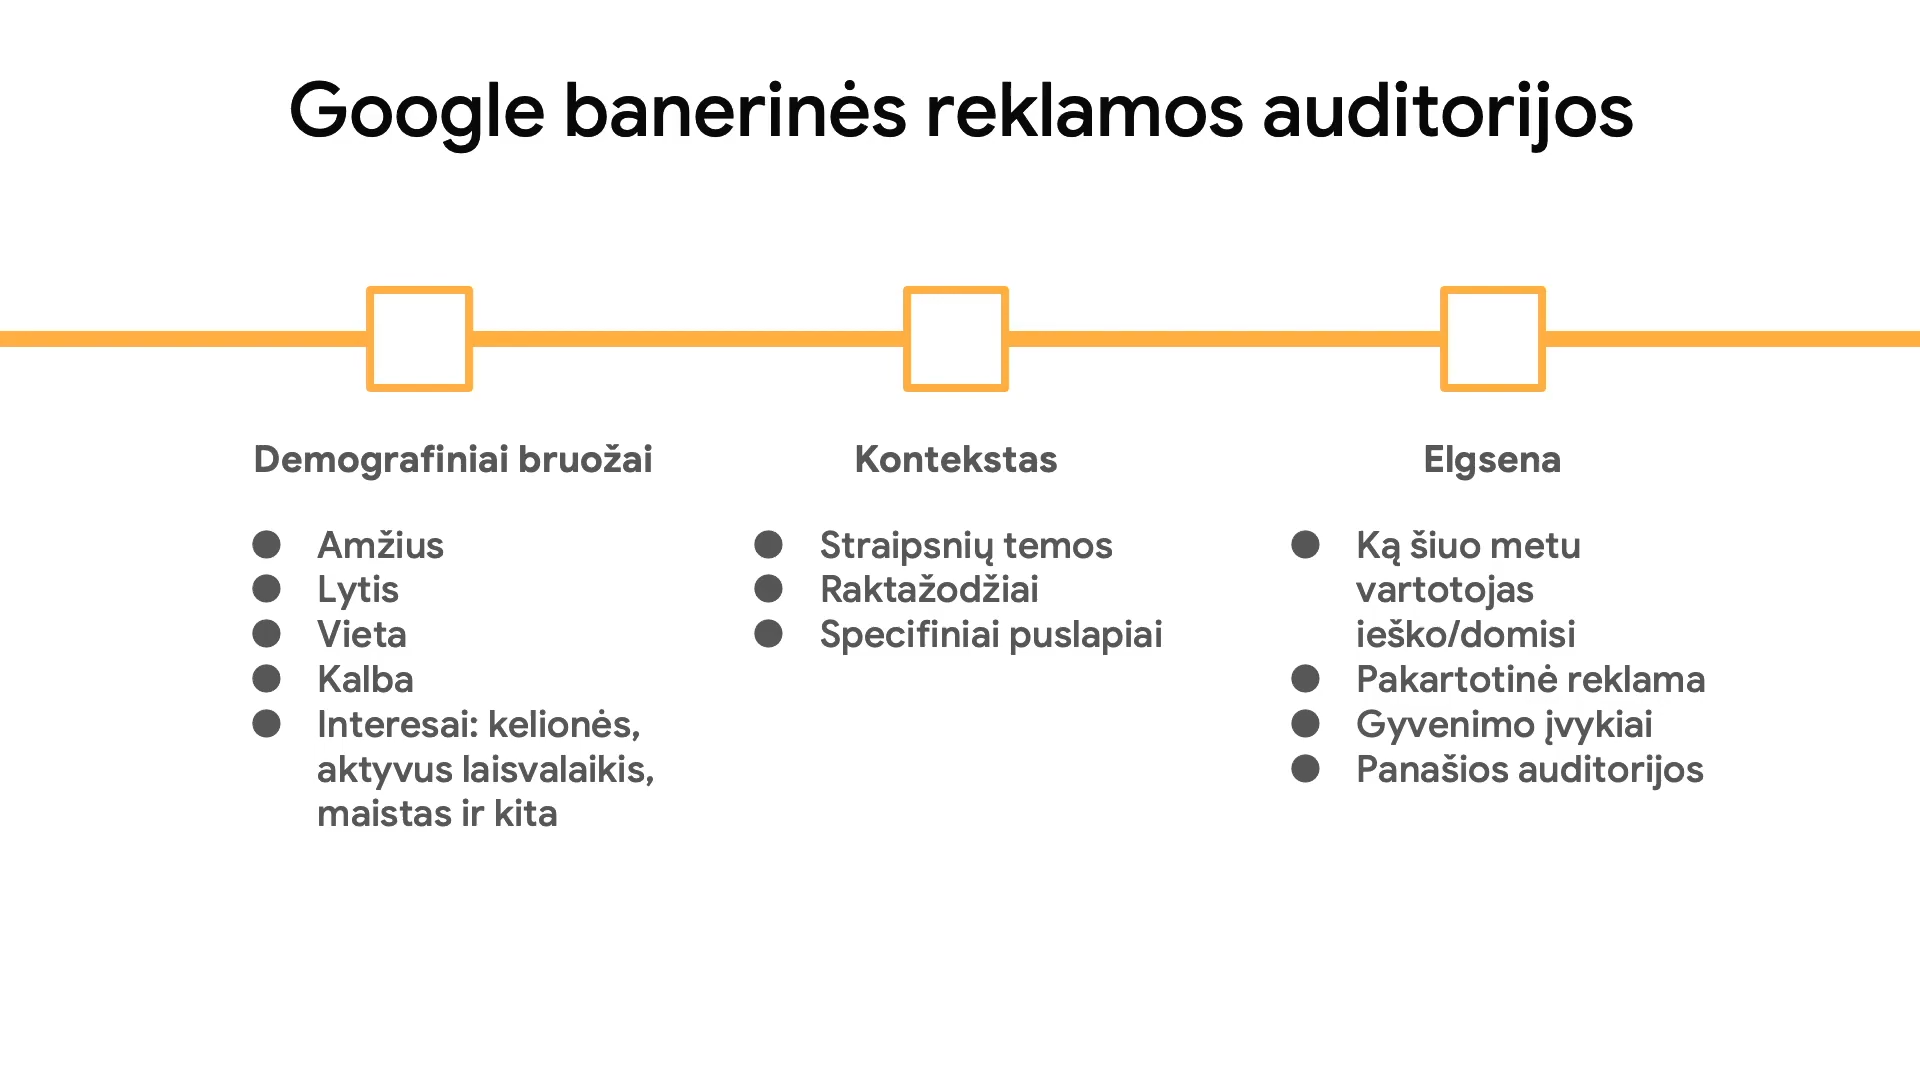 Google banerinės reklamos auditorijos
Demografiniai bruožai
Amžius
Lytis
Vieta
Kalba
Interesai: kelionės,
aktyvus laisvalaikis,
maistas ir kita
Kontekstas
Straipsnių temos
Raktažodžiai
Specifiniai puslapiai
Elgsena
Ką šiuo metu
vartotojas
ieško/domisi
Pakartotinė reklama
Gyvenimo įvykiai
Panašios auditorijos